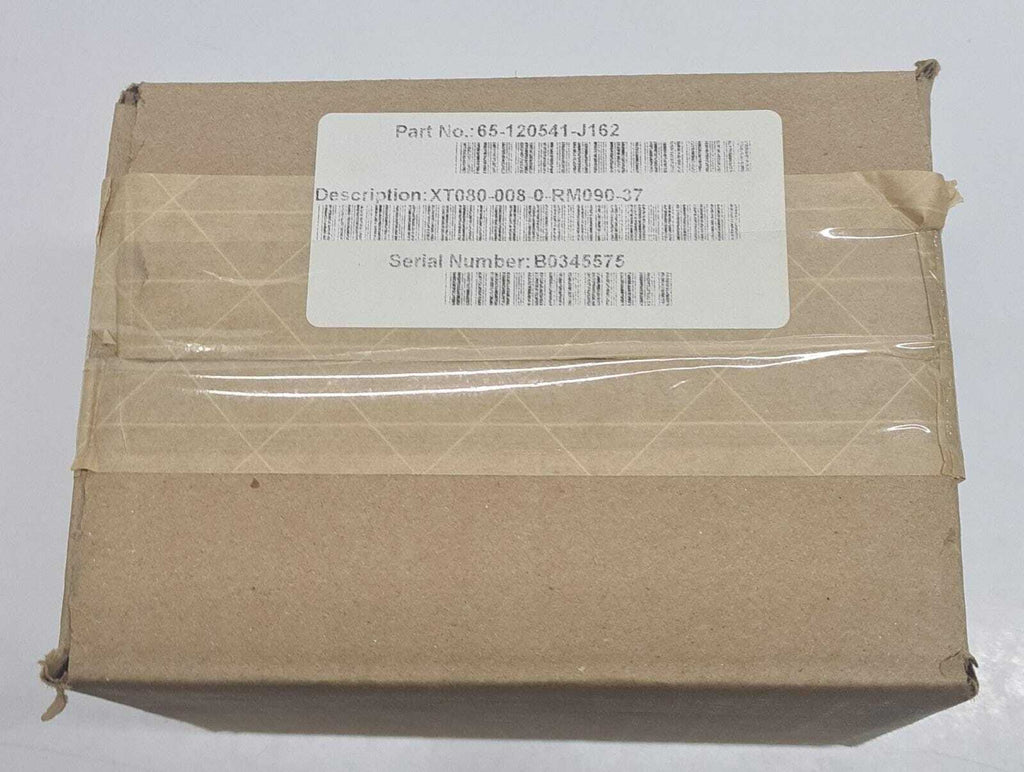 Part No.:65-120541-J162
Description:XT080-008-0-RM090-37
Serial Number:B0345575